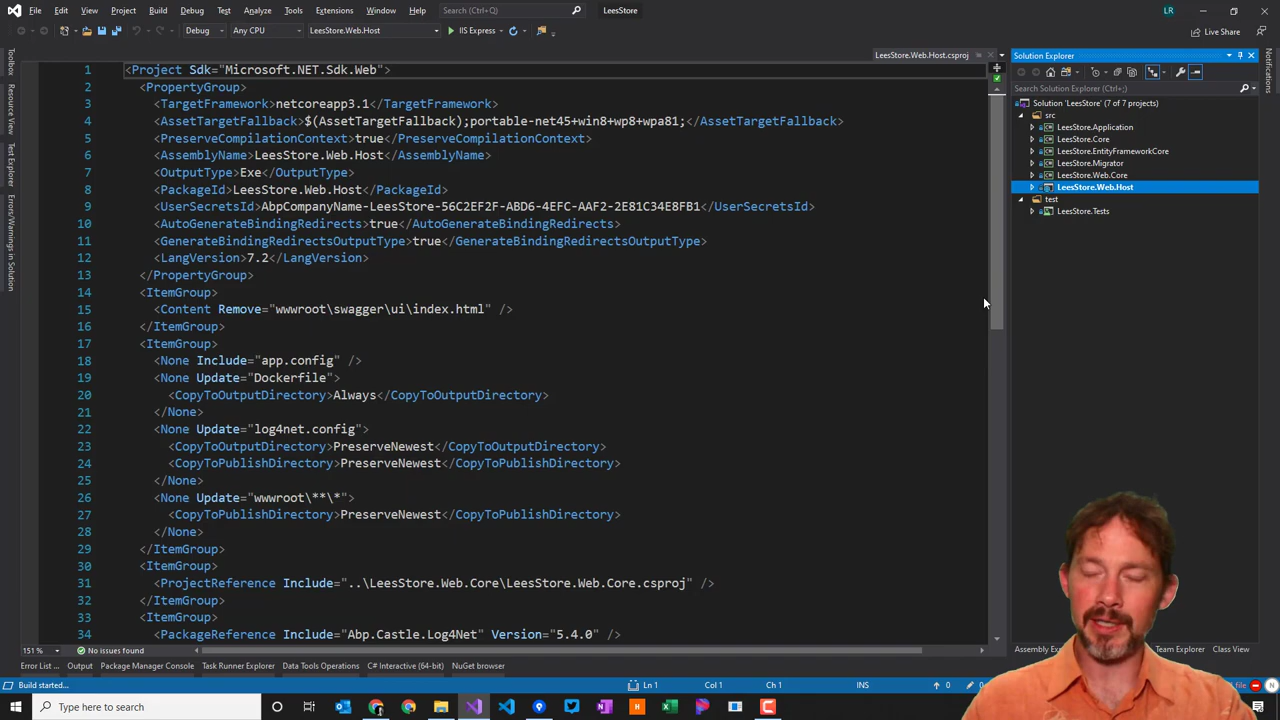 File Edit View Git Project Build Debug Test Analyze Tools Extensions Window Help Search (Ctrl+Q) LeesStore LR
Debug Any CPU LeesStore.Web.Host IIS Express Live Share
Toolbox
Resource View
Test Explorer
Errors/Warnings in Solution
LeesStore.Web.Host.csproj
1 <Project Sdk="Microsoft.NET.Sdk.Web">
2 <PropertyGroup>
3 <TargetFramework>netcoreapp3.1</TargetFramework>
4 <AssetTargetFallback>$(AssetTargetFallback);portable-net45+win8+wp8+wpa81;</AssetTargetFallback>
5 <PreserveCompilationContext>true</PreserveCompilationContext>
6 <AssemblyName>LeesStore.Web.Host</AssemblyName>
7 <OutputType>Exe</OutputType>
8 <PackageId>LeesStore.Web.Host</PackageId>
9 <UserSecretsId>AbpCompanyName-LeesStore-56C2EF2F-ABD6-4EFC-AAF2-2E81C34E8FB1</UserSecretsId>
10 <AutoGenerateBindingRedirects>true</AutoGenerateBindingRedirects>
11 <GenerateBindingRedirectsOutputType>true</GenerateBindingRedirectsOutputType>
12 <LangVersion>7.2</LangVersion>
13 </PropertyGroup>
14 <ItemGroup>
15 <Content Remove="wwwroot\swagger\ui\index.html" />
16 </ItemGroup>
17 <ItemGroup>
18 <None Include="app.config" />
19 <None Update="Dockerfile">
20 <CopyToOutputDirectory>Always</CopyToOutputDirectory>
21 </None>
22 <None Update="log4net.config">
23 <CopyToOutputDirectory>PreserveNewest</CopyToOutputDirectory>
24 <CopyToPublishDirectory>PreserveNewest</CopyToPublishDirectory>
25 </None>
26 <None Update="wwwroot\**\*">
27 <CopyToPublishDirectory>PreserveNewest</CopyToPublishDirectory>
28 </None>
29 </ItemGroup>
30 <ItemGroup>
31 <ProjectReference Include="..\LeesStore.Web.Core\LeesStore.Web.Core.csproj" />
32 </ItemGroup>
33 <ItemGroup>
34 <PackageReference Include="Abp.Castle.Log4Net" Version="5.4.0" />
151 % No issues found
Solution Explorer
Search Solution Explorer (Ctrl+;)
Solution 'LeesStore' (7 of 7 projects)
src
LeesStore.Application
LeesStore.Core
LeesStore.EntityFrameworkCore
LeesStore.Migrator
LeesStore.Web.Core
LeesStore.Web.Host
test
LeesStore.Tests
Notifications
Team Explorer Class View
Error List ... Output Package Manager Console Task Runner Explorer Data Tools Operations C# Interactive (64-bit) NuGet browser
Build started... Ln 1 Col 1 Ch 1 INS 0
Type here to search